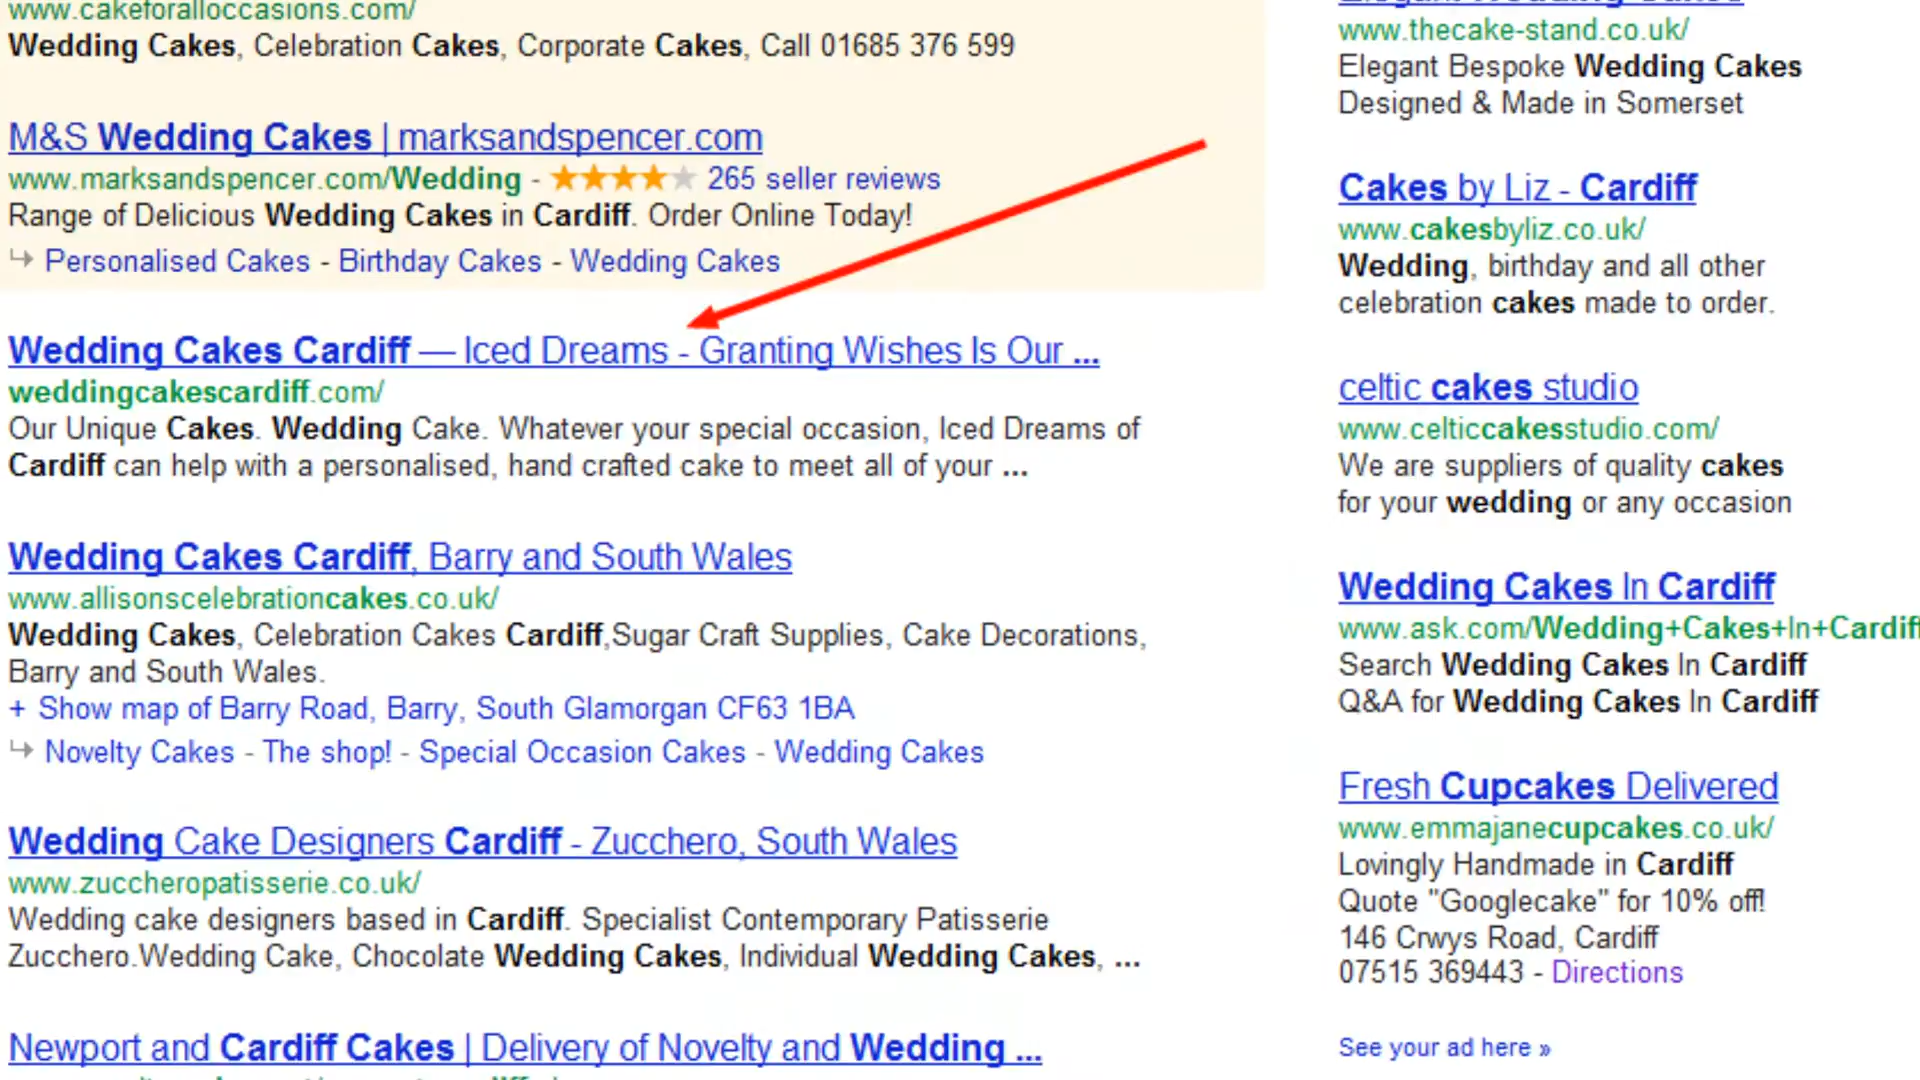 www.cakeforalloccasions.com/
Wedding Cakes, Celebration Cakes, Corporate Cakes, Call 01685 376 599
M&S Wedding Cakes | marksandspencer.com
www.marksandspencer.com/Wedding - 265 seller reviews
Range of Delicious Wedding Cakes in Cardiff. Order Online Today!
Personalised Cakes - Birthday Cakes - Wedding Cakes
Wedding Cakes Cardiff — Iced Dreams - Granting Wishes Is Our ...
weddingcakescardiff.com/
Our Unique Cakes. Wedding Cake. Whatever your special occasion, Iced Dreams of
Cardiff can help with a personalised, hand crafted cake to meet all of your ...
Wedding Cakes Cardiff, Barry and South Wales
www.allisonscelebrationcakes.co.uk/
Wedding Cakes, Celebration Cakes Cardiff,Sugar Craft Supplies, Cake Decorations,
Barry and South Wales.
+ Show map of Barry Road, Barry, South Glamorgan CF63 1BA
Novelty Cakes - The shop! - Special Occasion Cakes - Wedding Cakes
Wedding Cake Designers Cardiff - Zucchero, South Wales
www.zuccheropatisserie.co.uk/
Wedding cake designers based in Cardiff. Specialist Contemporary Patisserie
Zucchero.Wedding Cake, Chocolate Wedding Cakes, Individual Wedding Cakes, ...
Newport and Cardiff Cakes | Delivery of Novelty and Wedding ...
Elegant Wedding Cakes
www.thecake-stand.co.uk/
Elegant Bespoke Wedding Cakes
Designed & Made in Somerset
Cakes by Liz - Cardiff
www.cakesbyliz.co.uk/
Wedding, birthday and all other
celebration cakes made to order.
celtic cakes studio
www.celticcakesstudio.com/
We are suppliers of quality cakes
for your wedding or any occasion
Wedding Cakes In Cardiff
www.ask.com/Wedding+Cakes+In+Cardiff
Search Wedding Cakes In Cardiff
Q&A for Wedding Cakes In Cardiff
Fresh Cupcakes Delivered
www.emmajanecupcakes.co.uk/
Lovingly Handmade in Cardiff
Quote "Googlecake" for 10% off!
146 Crwys Road, Cardiff
07515 369443 - Directions
See your ad here »